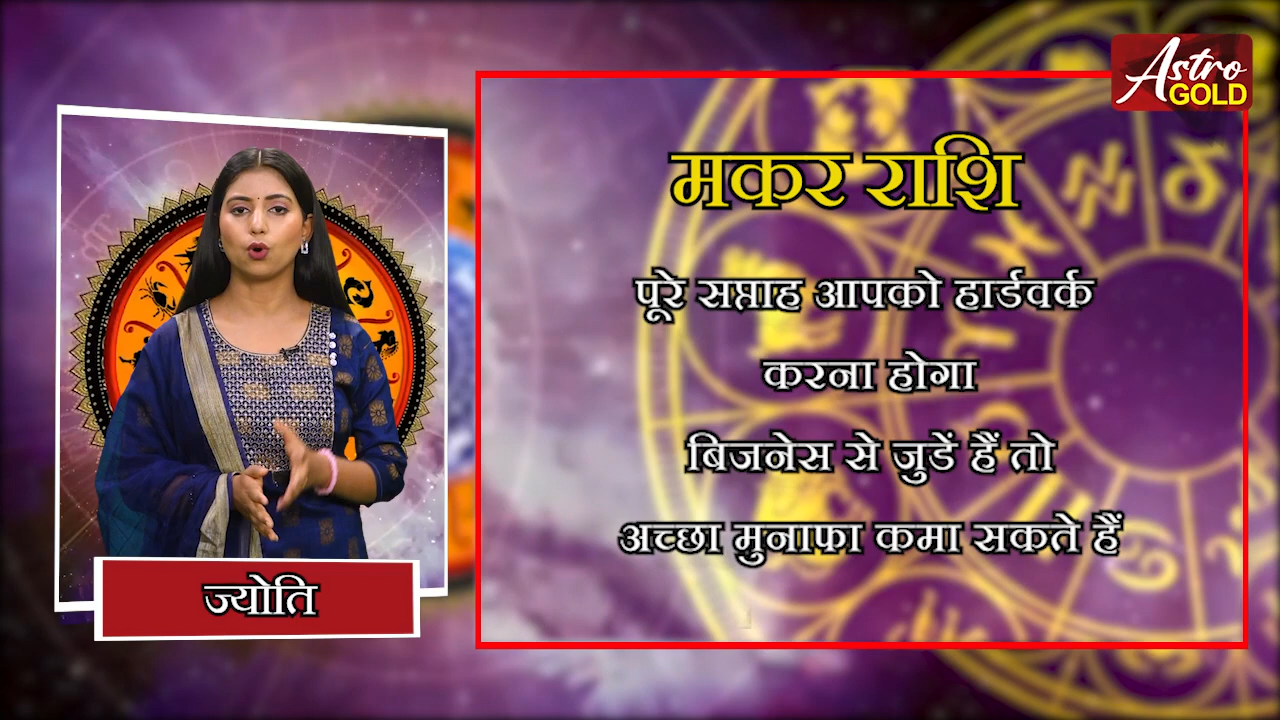 Astro
GOLD
मकर राशि
पूरे सप्ताह आपको हार्डवर्क
करना होगा
बिजनेस से जुडें हैं तो
अच्छा मुनाफा कमा सकते हैं
ज्योति